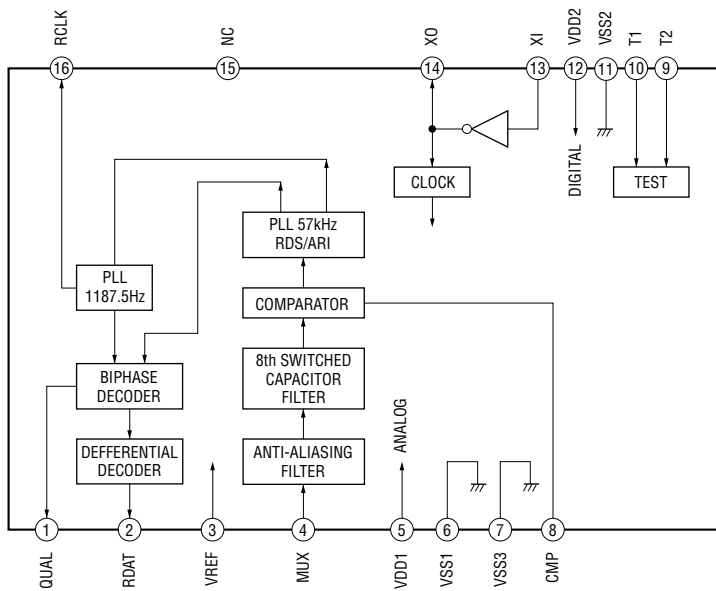 RCLK
NC
XO
XI
VDD2
VSS2
T1
T2
16
15
14
13
12
11
10
9
DIGITAL
CLOCK
TEST
PLL 57kHz
RDS/ARI
PLL
1187.5Hz
COMPARATOR
8th SWITCHED
CAPACITOR
FILTER
BIPHASE
DECODER
ANALOG
DEFFERENTIAL
DECODER
ANTI-ALIASING
FILTER
1
2
3
4
5
6
7
8
QUAL
RDAT
VREF
MUX
VDD1
VSS1
VSS3
CMP